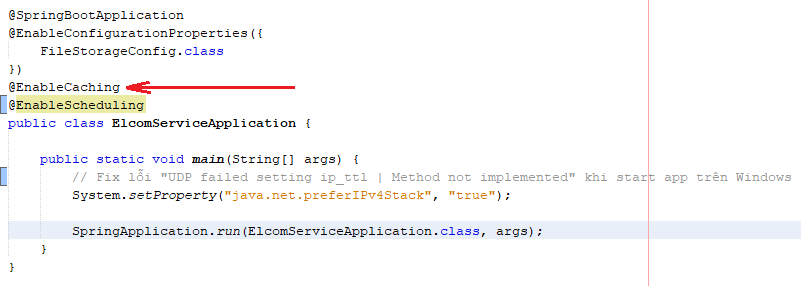 @SpringBootApplication
@EnableConfigurationProperties({
    FileStorageConfig.class
})
@EnableCaching
@EnableScheduling
public class ElcomServiceApplication {
    public static void main(String[] args) {
        // Fix lỗi "UDP failed setting ip_ttl | Method not implemented" khi start app trên Windows
        System.setProperty("java.net.preferIPv4Stack", "true");
        SpringApplication.run(ElcomServiceApplication.class, args);
    }
}